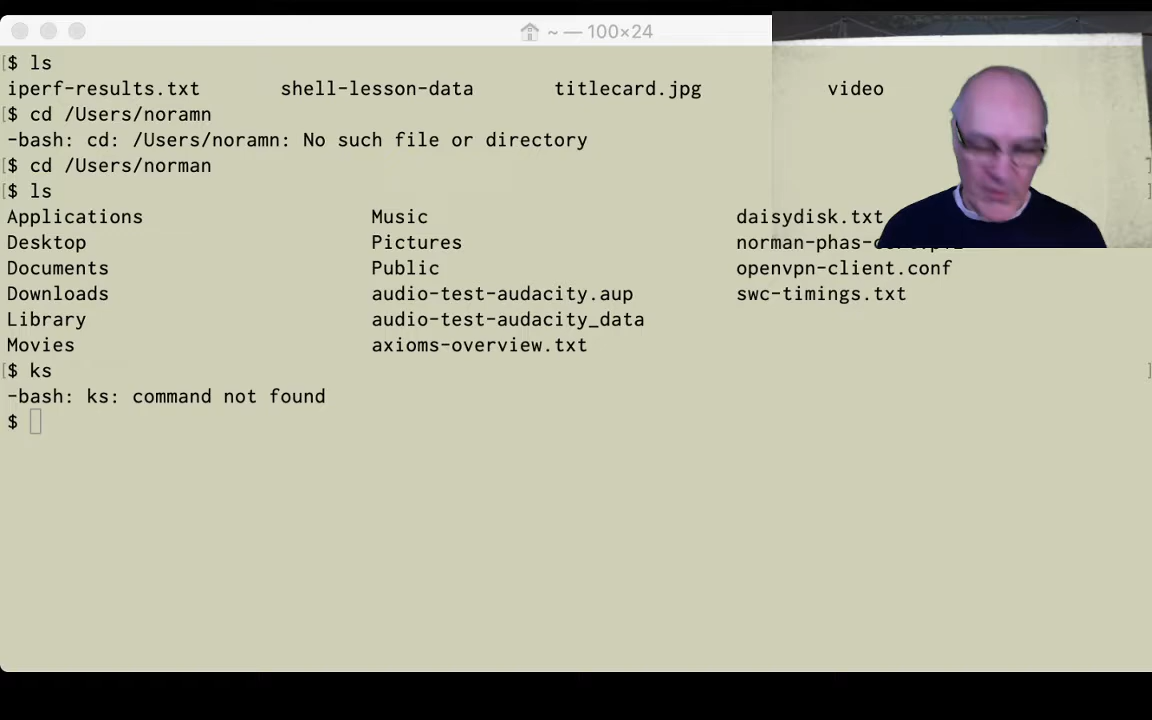 ~ — 100×24
[$ ls
iperf-results.txt shell-lesson-data titlecard.jpg video
[$ cd /Users/noramn
-bash: cd: /Users/noramn: No such file or directory
[$ cd /Users/norman ]
[$ ls ]
Applications Music daisydisk.txt
Desktop Pictures norman-phas-
Documents Public openvpn-client.conf
Downloads audio-test-audacity.aup swc-timings.txt
Library audio-test-audacity_data
Movies axioms-overview.txt
[$ ks ]
-bash: ks: command not found
$